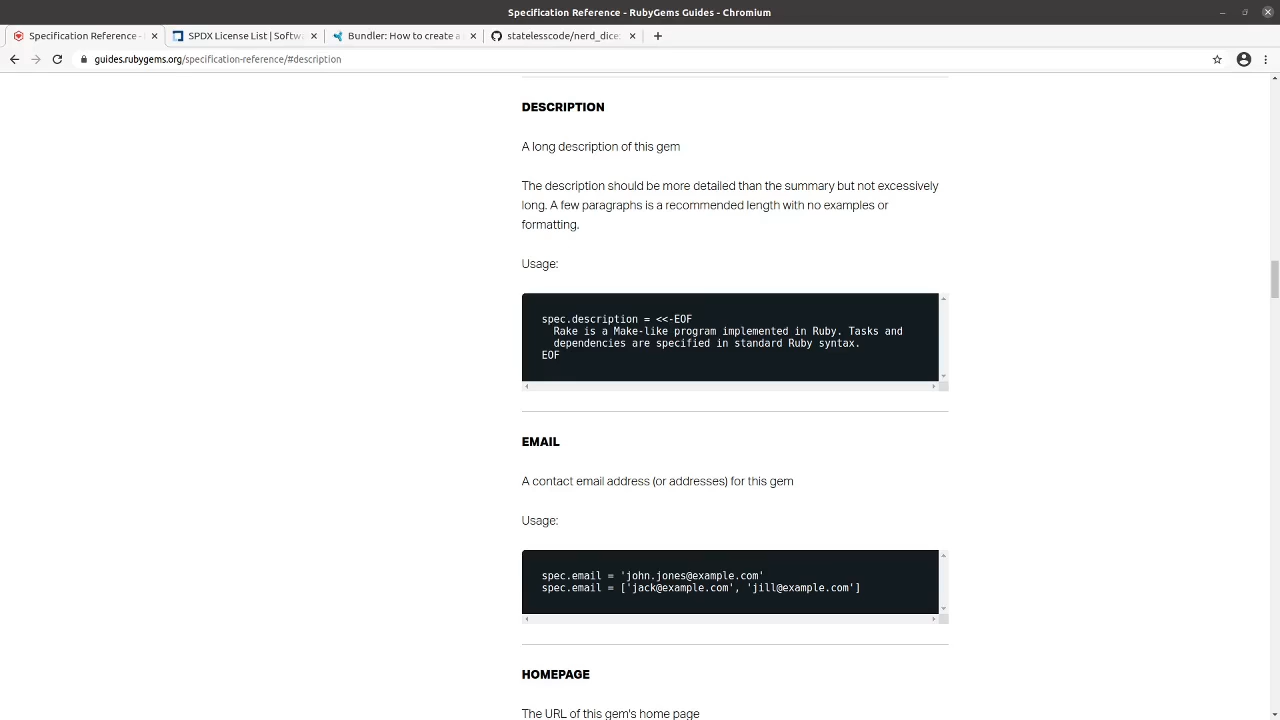 Specification Reference - RubyGems Guides - Chromium
Specification Reference -
SPDX License List | Softw
Bundler: How to create a
statelesscode/nerd_dice:
guides.rubygems.org/specification-reference/#description
DESCRIPTION
A long description of this gem
The description should be more detailed than the summary but not excessively
long. A few paragraphs is a recommended length with no examples or
formatting.
Usage:
spec.description = <<-EOF
Rake is a Make-like program implemented in Ruby. Tasks and
dependencies are specified in standard Ruby syntax.
EOF
EMAIL
A contact email address (or addresses) for this gem
Usage:
spec.email = 'john.jones@example.com'
spec.email = ['jack@example.com', 'jill@example.com']
HOMEPAGE
The URL of this gem's home page